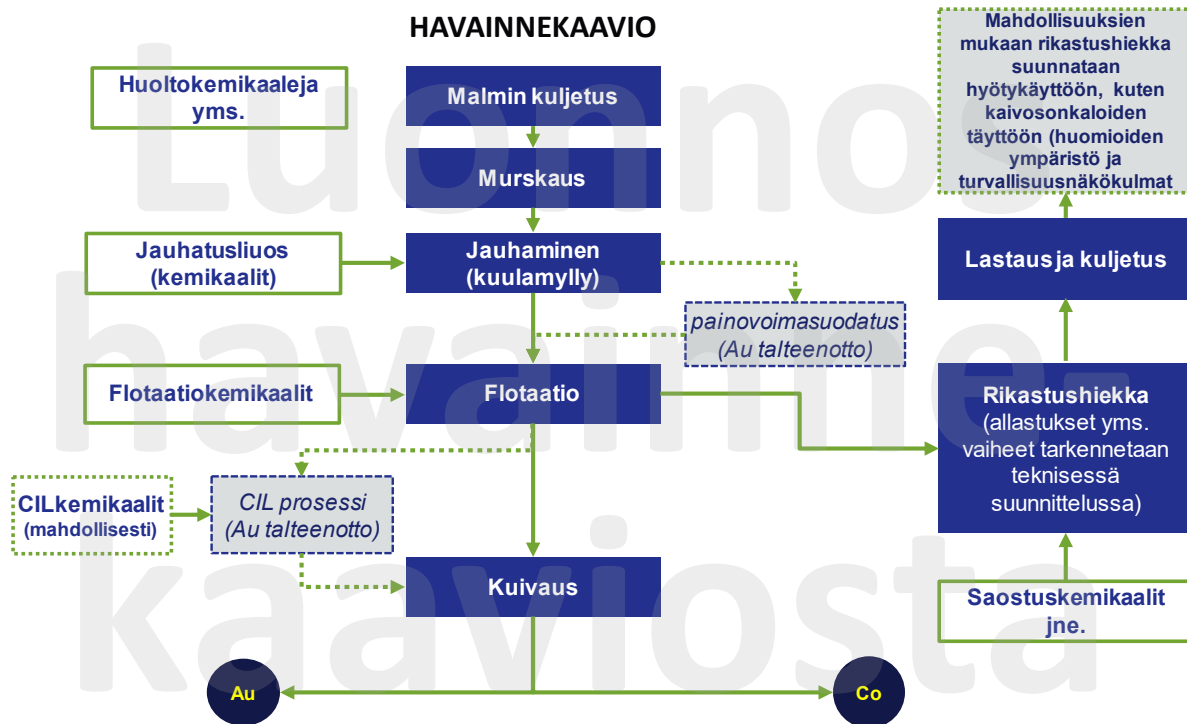 HAVAINNEKAAVIO
Huoltokemikaaleja
yms.
Malmin kuljetus
Murskaus
Jauhatusliuos
(kemikaalit)
Jauhaminen
(kuulamylly)
painovoimasuodatus
(Au talteenotto)
Flotaatiokemikaalit
Flotaatio
CILkemikaalit
(mahdollisesti)
CIL prosessi
(Au talteenotto)
Kuivaus
Au
Co
Mahdollisuuksien
mukaan rikastushiekka
suunnataan
hyötykäyttöön, kuten
kaivosonkaloiden
täyttöön (huomioiden
ympäristö ja
turvallisuusnäkökulmat
Lastaus ja kuljetus
Rikastushiekka
(allastukset yms.
vaiheet tarkennetaan
teknisessä
suunnittelussa)
Saostuskemikaalit
jne.
Luonnos
havainne-
kaaviosta